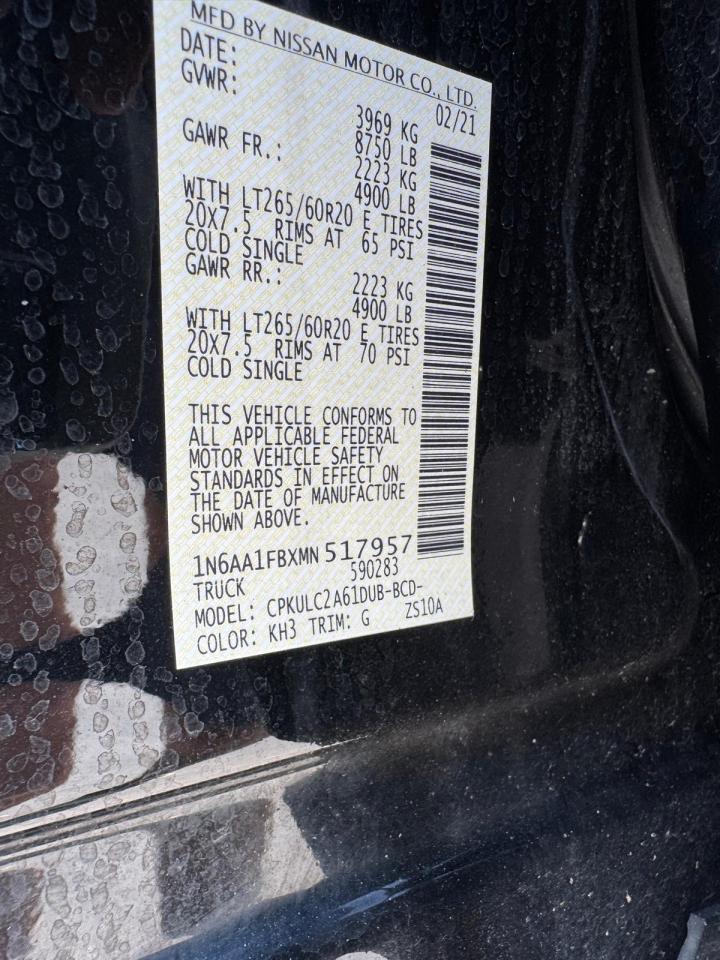 MFD BY NISSAN MOTOR CO., LTD.
DATE: 02/21
GVWR: 3969 KG
8750 LB
GAWR FR.: 2223 KG
4900 LB
WITH LT265/60R20 E TIRES
20X7.5 RIMS AT 65 PSI
COLD SINGLE
GAWR RR.: 2223 KG
4900 LB
WITH LT265/60R20 E TIRES
20X7.5 RIMS AT 70 PSI
COLD SINGLE
THIS VEHICLE CONFORMS TO
ALL APPLICABLE FEDERAL
MOTOR VEHICLE SAFETY
STANDARDS IN EFFECT ON
THE DATE OF MANUFACTURE
SHOWN ABOVE.
1N6AA1FBXMN517957
TRUCK 590283
MODEL: CPKULC2A61DUB-BCD-
COLOR: KH3 TRIM: G ZS10A